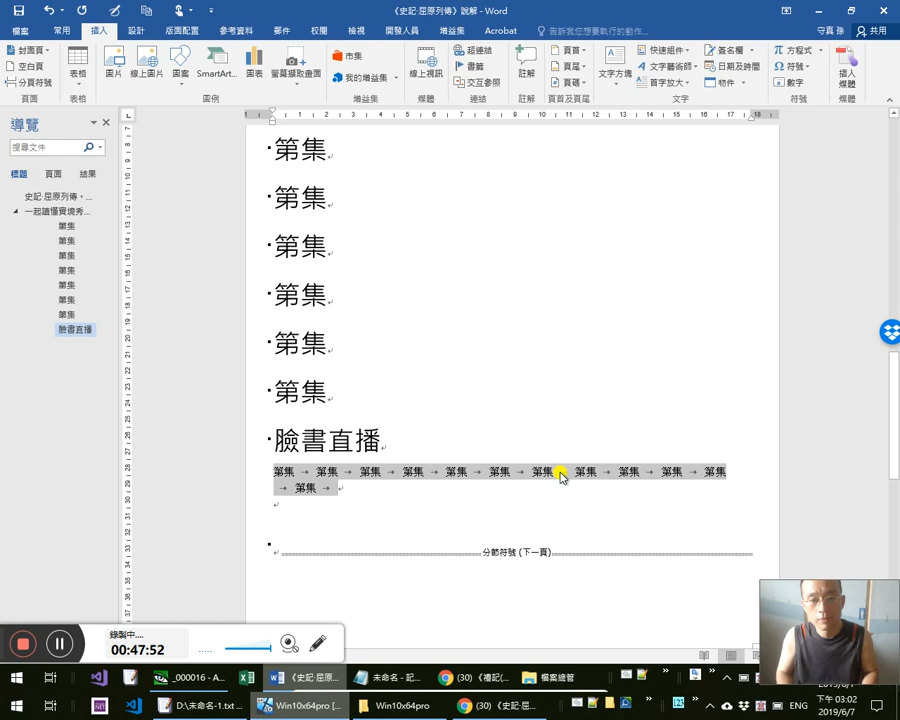 《史記·屈原列傳》說解 - Word
檔案 常用 插入 設計 版面配置 參考資料 郵件 校閱 檢視 開發人員 增益集 Acrobat 告訴我您想要執行的動作... 守真 孫 共用
封面頁 空白頁 分頁符號 頁面
表格 表格
圖片 線上圖片 圖案 SmartArt... 圖表 螢幕擷取畫面 圖例
市集 我的增益集 增益集
線上視訊 媒體
超連結 書籤 交互參照 連結
註解 註解
頁首 頁尾 頁碼 頁首及頁尾
文字方塊 快速組件 文字藝術師 首字放大 簽名欄 日期及時間 物件 文字
方程式 符號 數字 符號
插入媒體 媒體
導覽
搜尋文件
標題 頁面 結果
史記·屈原列傳，...
一起讀懂實境秀...
第集
第集
第集
第集
第集
第集
第集
臉書直播
第集
第集
第集
第集
第集
第集
臉書直播
第集 → 第集 → 第集 → 第集 → 第集 → 第集 → 第集 → 第集 → 第集 → 第集 → 第集
→ 第集 →
分節符號 (下一頁)
錄製中....
00:47:52
_000016 - A... 《史記·屈原... 未命名 - 記... (30) 《禮記(... 檔案總管
D:\未命名-1.txt ... Win10x64pro [... Win10x64pro (30) 《史記·屈... ENG
下午 03:02
2019/6/7